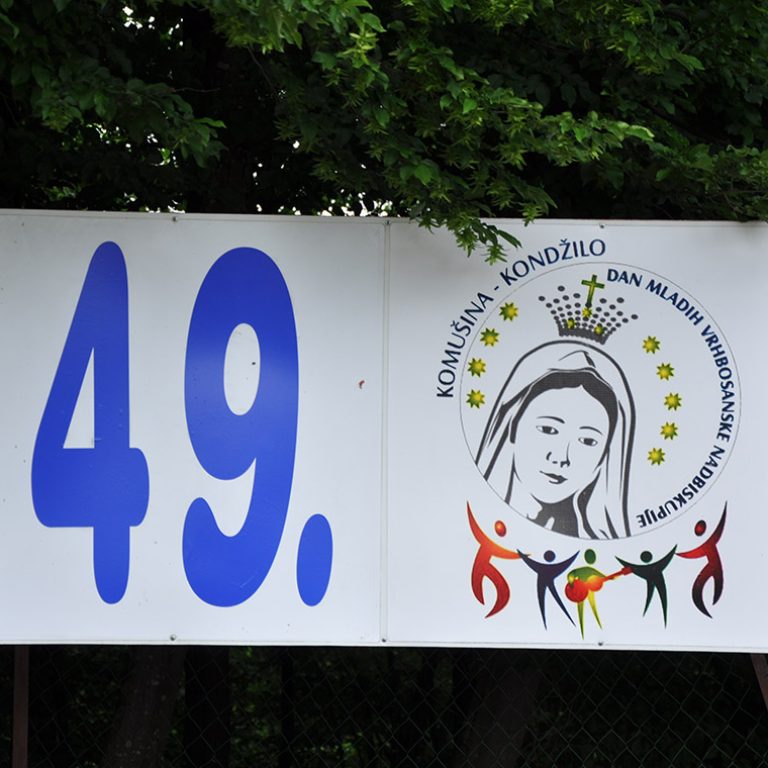 49.
KOMUŠINA - KONDŽILO
DAN MLADIH VRHBOSANSKE NADBISKUPIJE